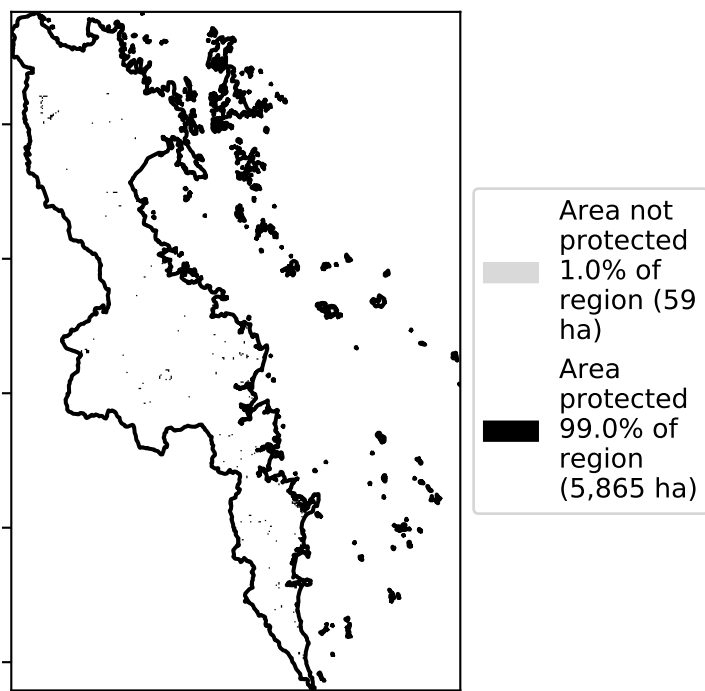 Area not
protected
1.0% of
region (59
ha)
Area
protected
99.0% of
region
(5,865 ha)